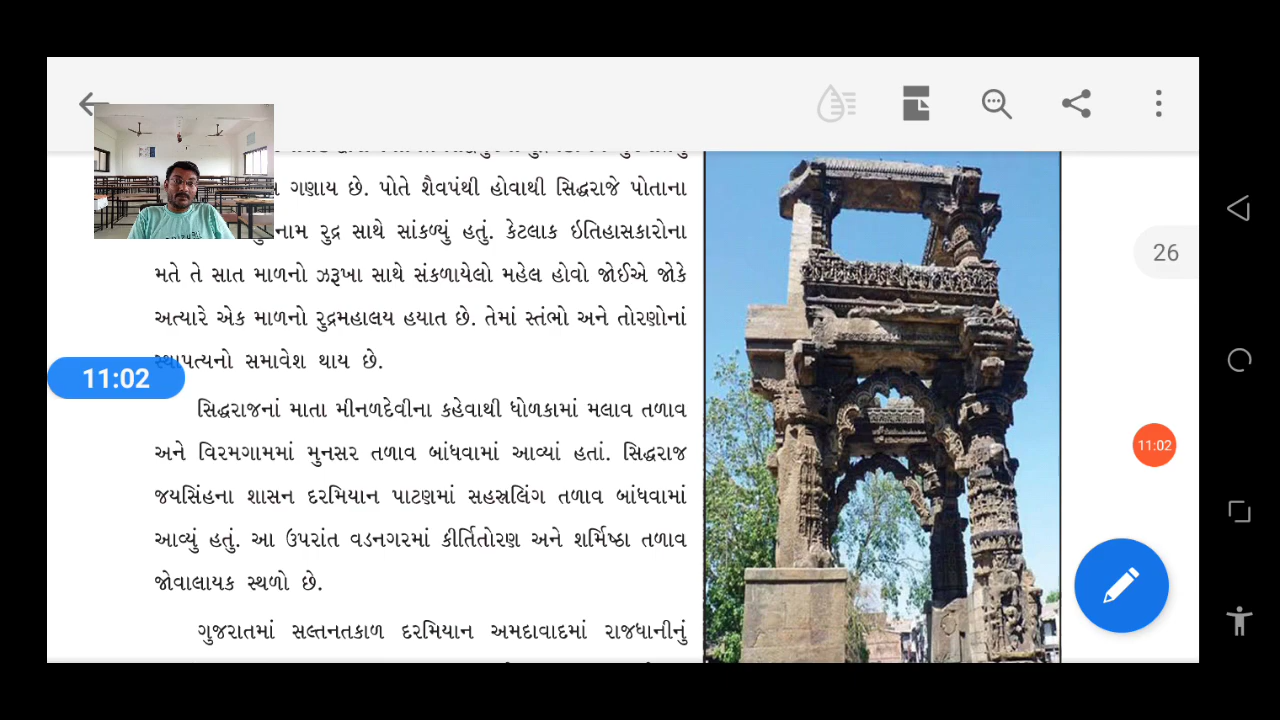 ગણાય છે. પોતે શૈવપંથી હોવાથી સિદ્ધરાજે પોતાના
નામ રુદ્ર સાથે સાંકળ્યું હતું. કેટલાક ઇતિહાસકારોના
મતે તે સાત માળનો ઝરૂખા સાથે સંકળાયેલો મહેલ હોવો જોઈએ જોકે
અત્યારે એક માળનો રુદ્રમહાલય હયાત છે. તેમાં સ્તંભો અને તોરણોનાં
સ્થાપત્યનો સમાવેશ થાય છે.
સિદ્ધરાજનાં માતા મીનળદેવીના કહેવાથી ધોળકામાં મલાવ તળાવ
અને વિરમગામમાં મુનસર તળાવ બાંધવામાં આવ્યાં હતાં. સિદ્ધરાજ
જયસિંહના શાસન દરમિયાન પાટણમાં સહસ્રલિંગ તળાવ બાંધવામાં
આવ્યું હતું. આ ઉપરાંત વડનગરમાં કીર્તિતોરણ અને શર્મિષ્ઠા તળાવ
જોવાલાયક સ્થળો છે.
ગુજરાતમાં સલ્તનતકાળ દરમિયાન અમદાવાદમાં રાજધાનીનું
26
11:02
11:02